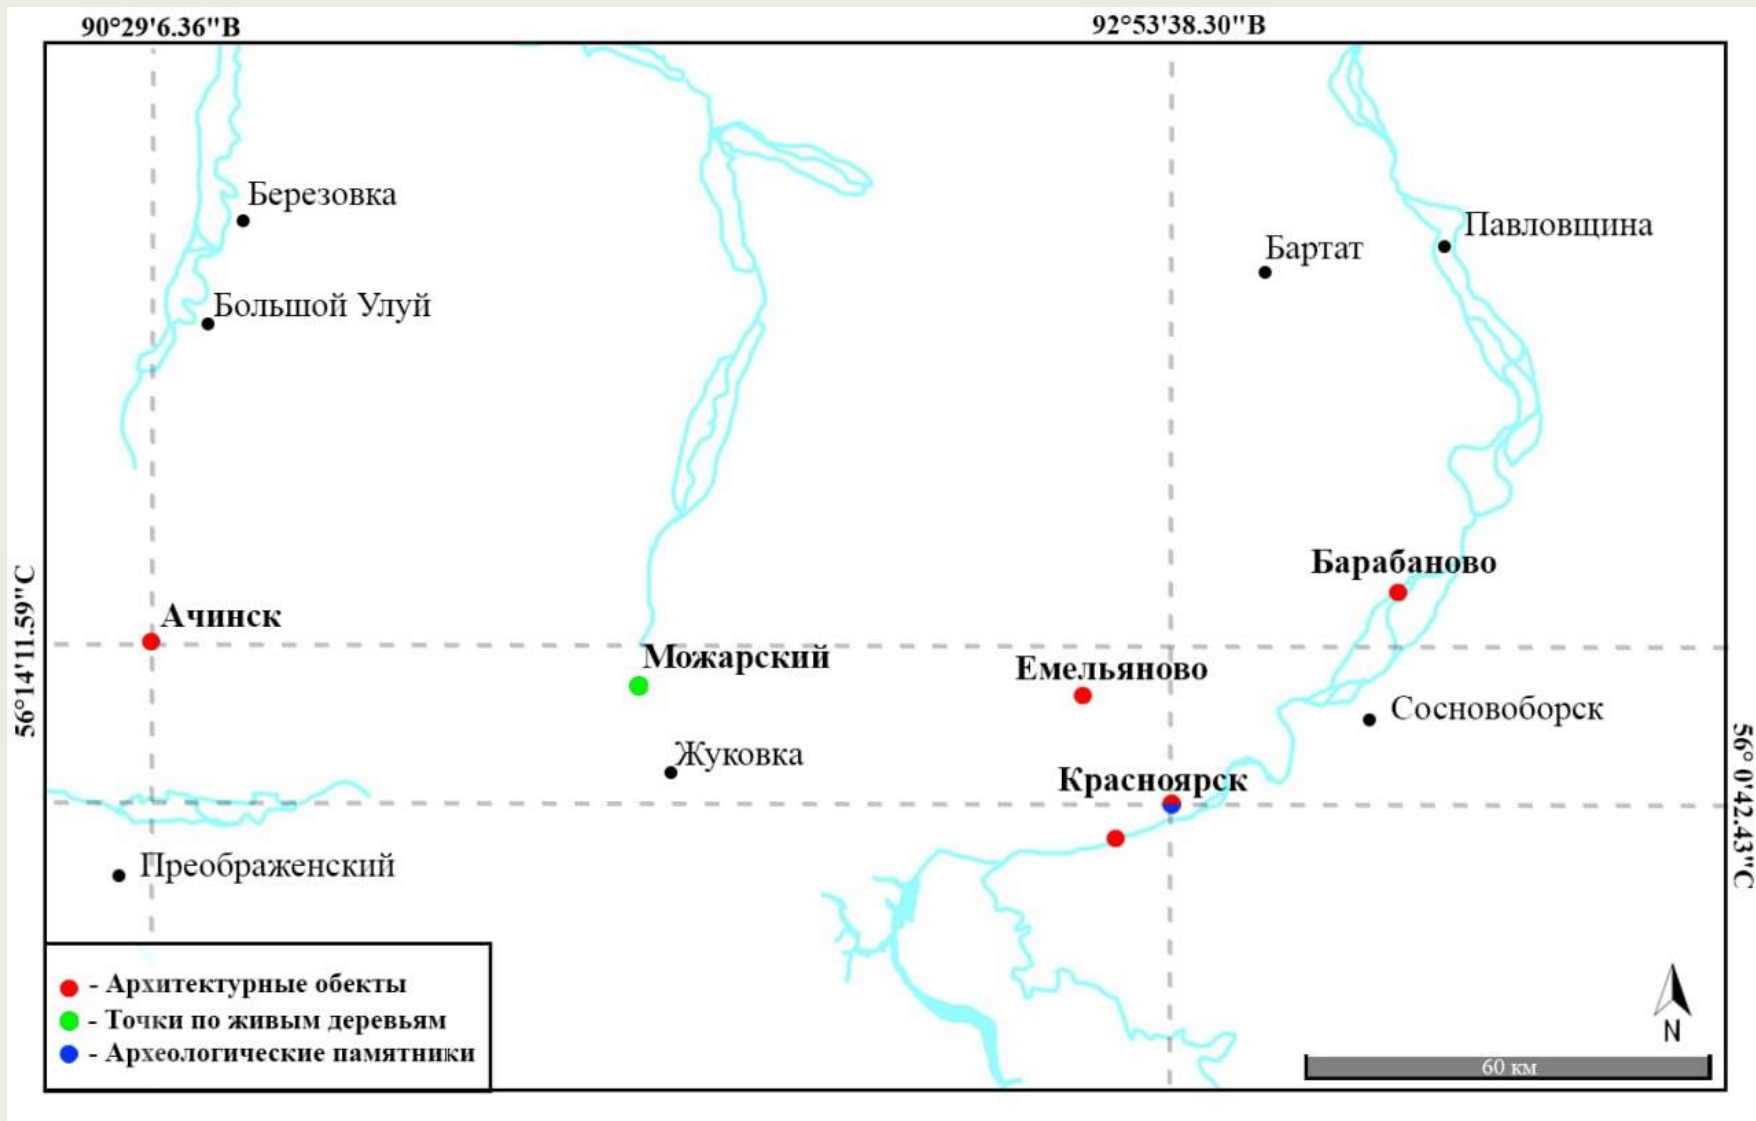 90°29'6.36"В
92°53'38.30"В
Березовка
Павловщина
Бартат
Большой Улуй
Барабаново
56°14'11.59"С
Ачинск
Можарский
Емельяново
Сосновоборск
Жуковка
Красноярск
56° 0'42.43"С
Преображенский
- Архитектурные обекты
- Точки по живым деревьям
- Археологические памятники
N
60 км